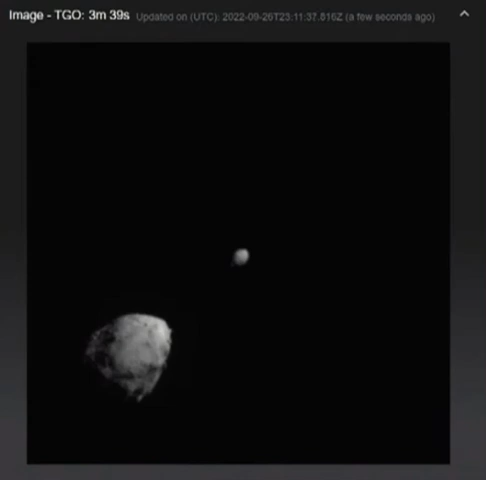 Image - TGO: 3m 39s Updated on (UTC): 2022-09-26T23:11:37.816Z (a few seconds ago)